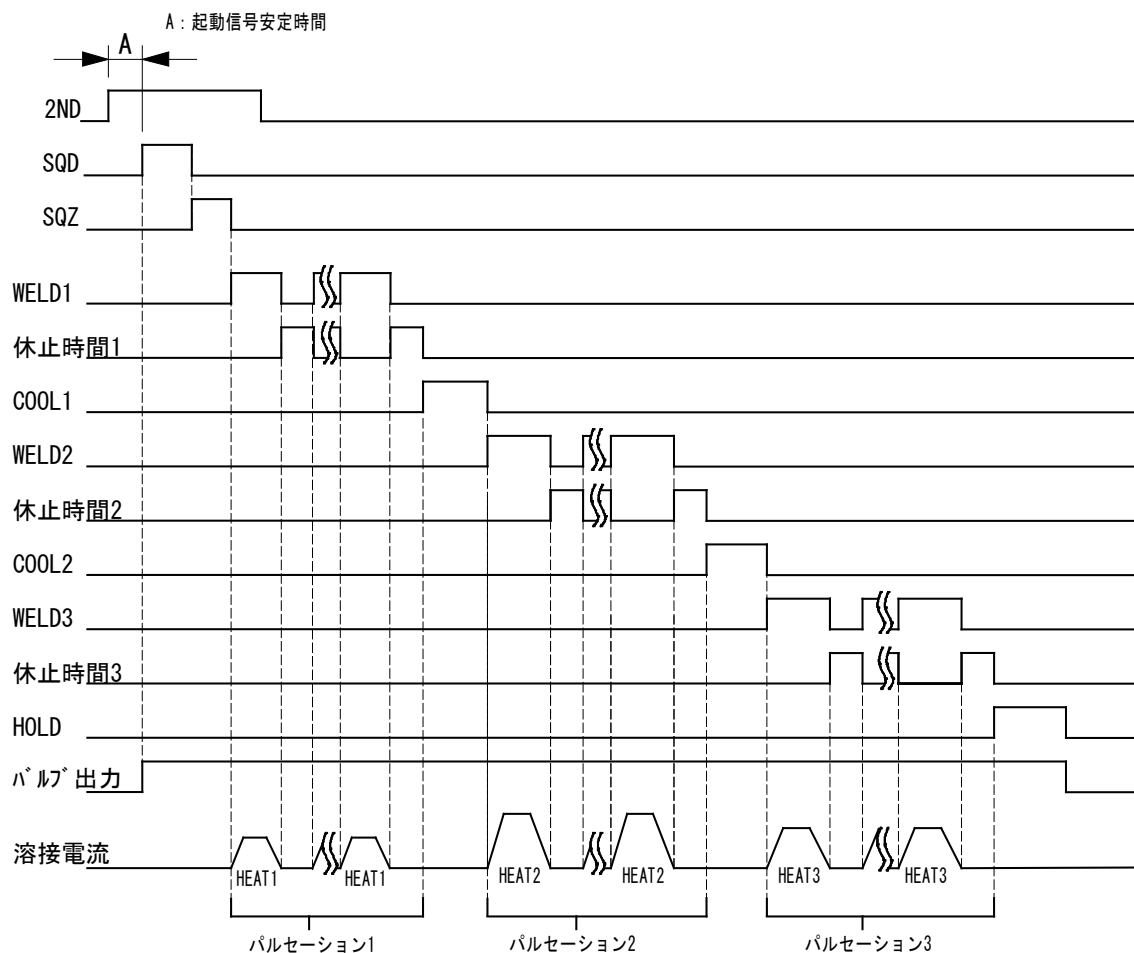 A：起動信号安定時間
A
2ND
SQD
SQZ
WELD1
休止時間1
COOL1
WELD2
休止時間2
COOL2
WELD3
休止時間3
HOLD
ﾊﾞﾙﾌﾞ出力
溶接電流
HEAT1 HEAT1 HEAT2 HEAT2 HEAT3 HEAT3
パルセーション1 パルセーション2 パルセーション3